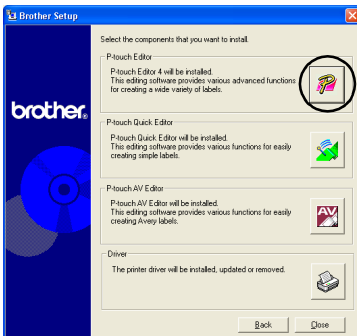 Brother Setup
Select the components that you want to install.
P-touch Editor
P-touch Editor 4 will be installed.
This editing software provides various advanced functions
for creating a wide variety of labels.
brother.
P-touch Quick Editor
P-touch Quick Editor will be installed.
This editing software provides various functions for easily
creating simple labels.
P-touch AV Editor
P-touch AV Editor will be installed.
This editing software provides various functions for easily
creating Avery labels.
AV
Driver
The printer driver will be installed, updated or removed.
Back
Close